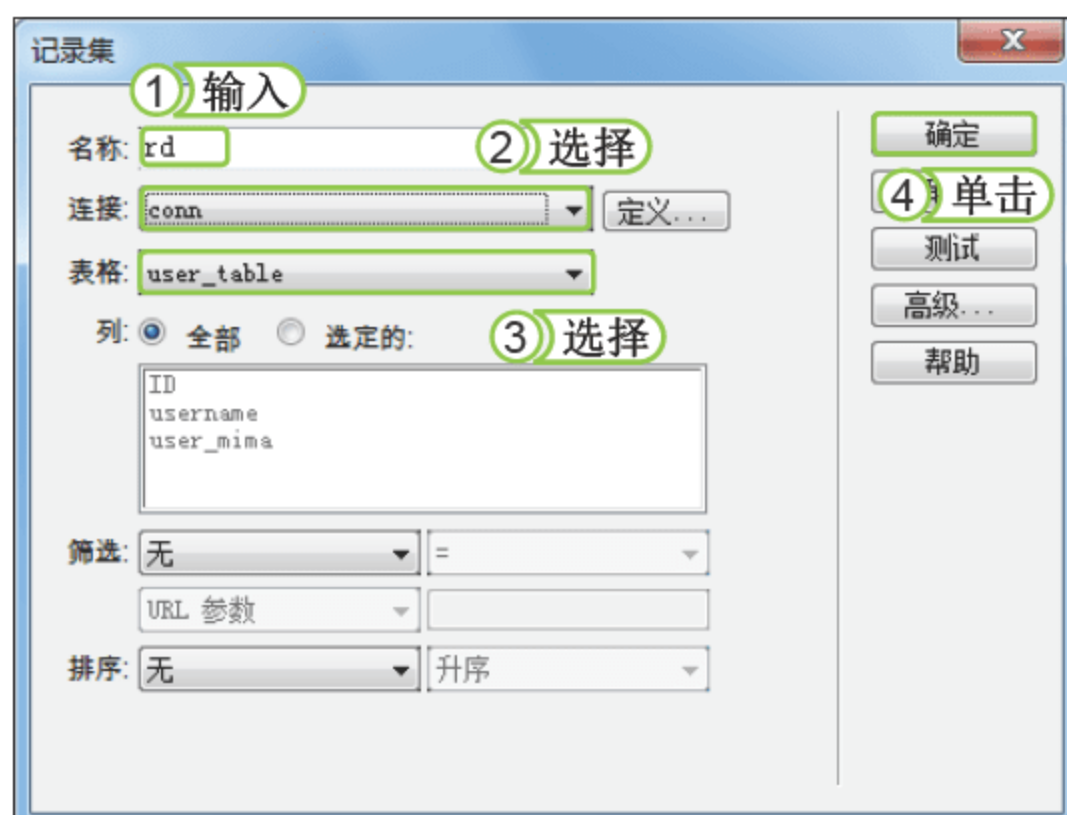 记录集
① 输入
名称: rd
② 选择
确定
连接: conn
定义...
④ 单击
测试
表格: user_table
高级...
列: 全部 选定的:
③ 选择
帮助
ID
username
user_mima
筛选: 无 =
URL 参数
排序: 无 升序